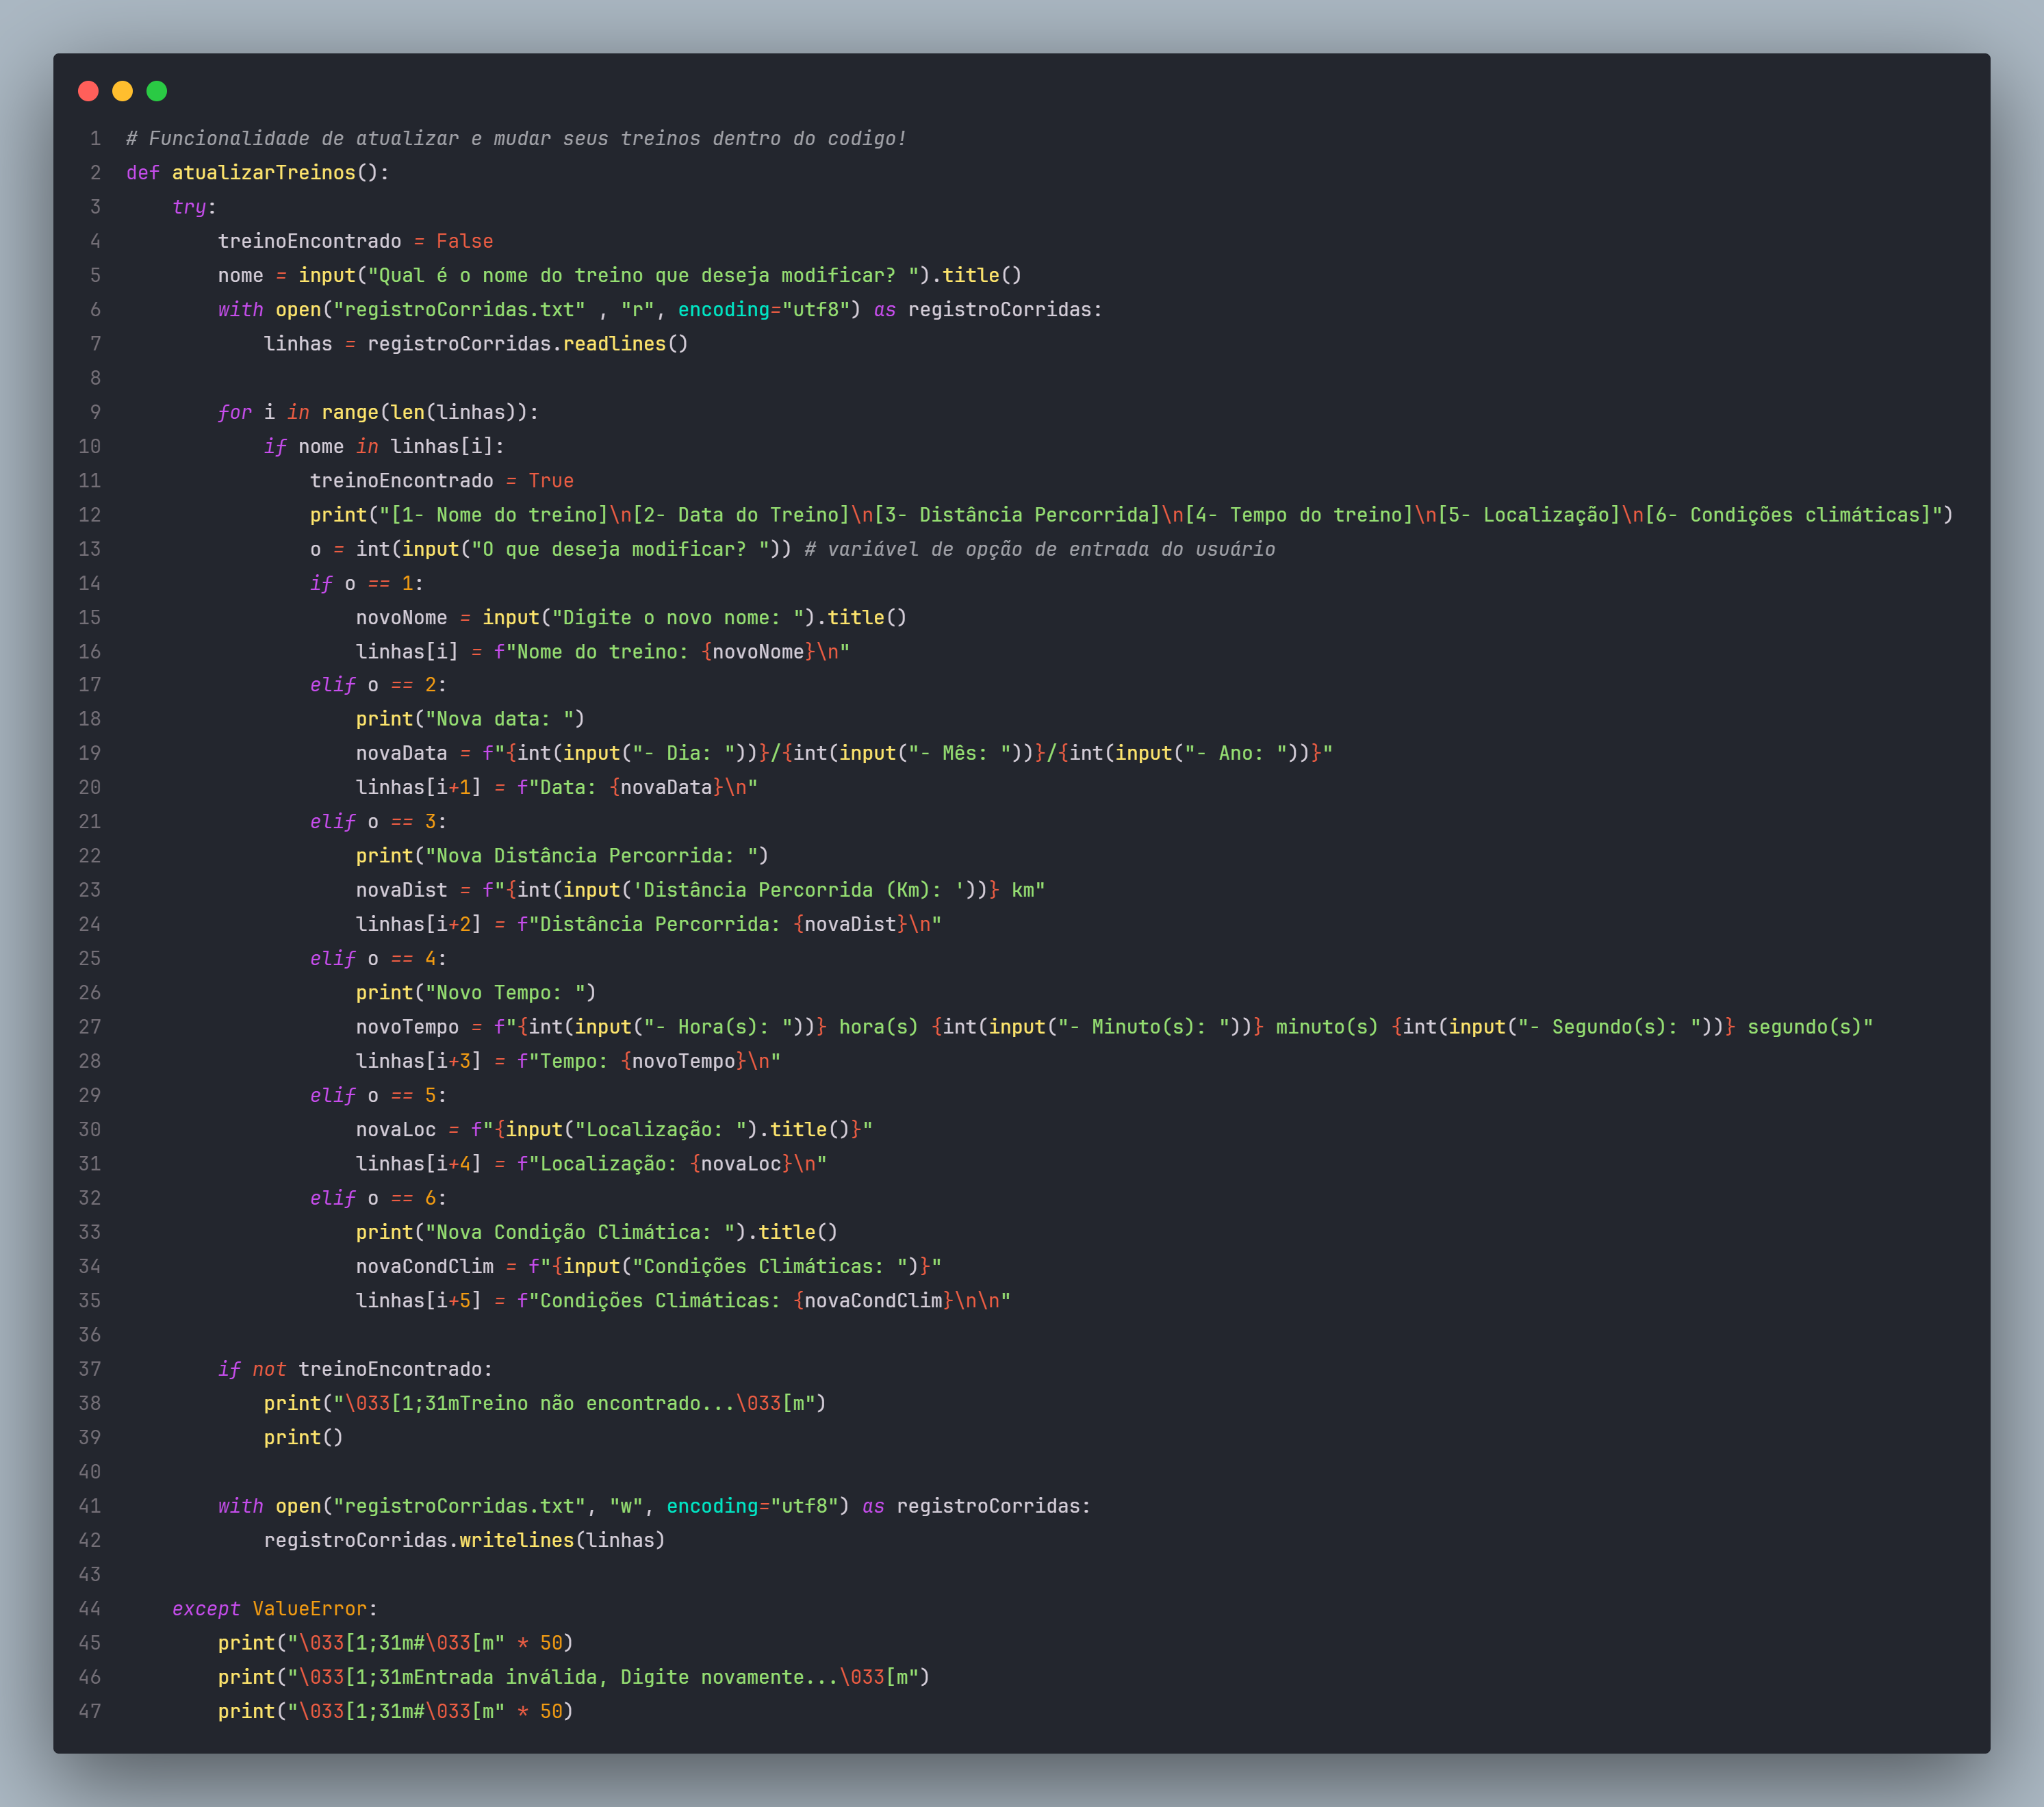 1 # Funcionalidade de atualizar e mudar seus treinos dentro do codigo!
2 def atualizarTreinos():
3     try:
4         treinoEncontrado = False
5         nome = input("Qual é o nome do treino que deseja modificar? ").title()
6         with open("registroCorridas.txt" , "r", encoding="utf8") as registroCorridas:
7             linhas = registroCorridas.readlines()
8
9         for i in range(len(linhas)):
10             if nome in linhas[i]:
11                 treinoEncontrado = True
12                 print("[1- Nome do treino]\n[2- Data do Treino]\n[3- Distância Percorrida]\n[4- Tempo do treino]\n[5- Localização]\n[6- Condições climáticas]")
13                 o = int(input("O que deseja modificar? ")) # variável de opção de entrada do usuário
14                 if o == 1:
15                     novoNome = input("Digite o novo nome: ").title()
16                     linhas[i] = f"Nome do treino: {novoNome}\n"
17                 elif o == 2:
18                     print("Nova data: ")
19                     novaData = f"{int(input("- Dia: "))}/{int(input("- Mês: "))}/{int(input("- Ano: "))}"
20                     linhas[i+1] = f"Data: {novaData}\n"
21                 elif o == 3:
22                     print("Nova Distância Percorrida: ")
23                     novaDist = f"{int(input('Distância Percorrida (Km): '))} km"
24                     linhas[i+2] = f"Distância Percorrida: {novaDist}\n"
25                 elif o == 4:
26                     print("Novo Tempo: ")
27                     novoTempo = f"{int(input("- Hora(s): "))} hora(s) {int(input("- Minuto(s): "))} minuto(s) {int(input("- Segundo(s): "))} segundo(s)"
28                     linhas[i+3] = f"Tempo: {novoTempo}\n"
29                 elif o == 5:
30                     novaLoc = f"{input("Localização: ").title()}"
31                     linhas[i+4] = f"Localização: {novaLoc}\n"
32                 elif o == 6:
33                     print("Nova Condição Climática: ").title()
34                     novaCondClim = f"{input("Condições Climáticas: ")}"
35                     linhas[i+5] = f"Condições Climáticas: {novaCondClim}\n\n"
36
37         if not treinoEncontrado:
38             print("\033[1;31mTreino não encontrado...\033[m")
39             print()
40
41         with open("registroCorridas.txt", "w", encoding="utf8") as registroCorridas:
42             registroCorridas.writelines(linhas)
43
44     except ValueError:
45         print("\033[1;31m#\033[m" * 50)
46         print("\033[1;31mEntrada inválida, Digite novamente...\033[m")
47         print("\033[1;31m#\033[m" * 50)